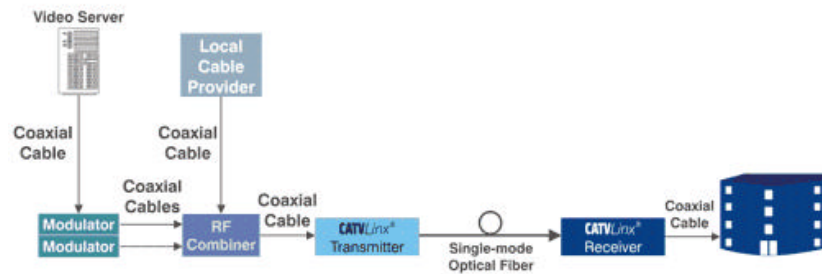 Video Server
Local
Cable
Provider
Coaxial
Cable
Coaxial
Cable
Coaxial
Cables
Coaxial
Cable
Coaxial
Cable
Modulator
Modulator
RF
Combiner
CATVLinx®
Transmitter
Single-mode
Optical Fiber
CATVLinx®
Receiver